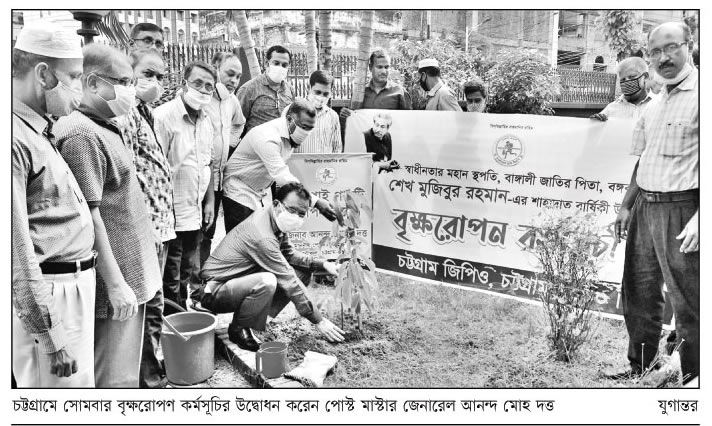 স্বাধীনতার মহান স্থপতি, বাঙ্গালী জাতির পিতা, বঙ্গ
শেখ মুজিবুর রহমান-এর শাহাদাত বার্ষিকী উ
বৃক্ষরোপন কর্মসূচী
চট্টগ্রাম জিপিও, চট্টগ্রাম
চট্টগ্রামে সোমবার বৃক্ষরোপণ কর্মসূচির উদ্বোধন করেন পোস্ট মাস্টার জেনারেল আনন্দ মোহ দত্ত
যুগান্তর